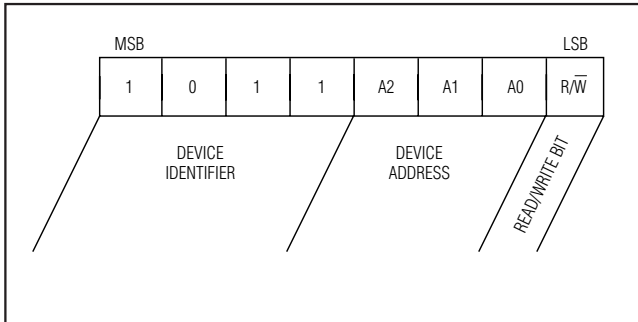 MSB LSB
1 0 1 1 A2 A1 A0 R/W̅
DEVICE
IDENTIFIER
DEVICE
ADDRESS
READ/WRITE BIT